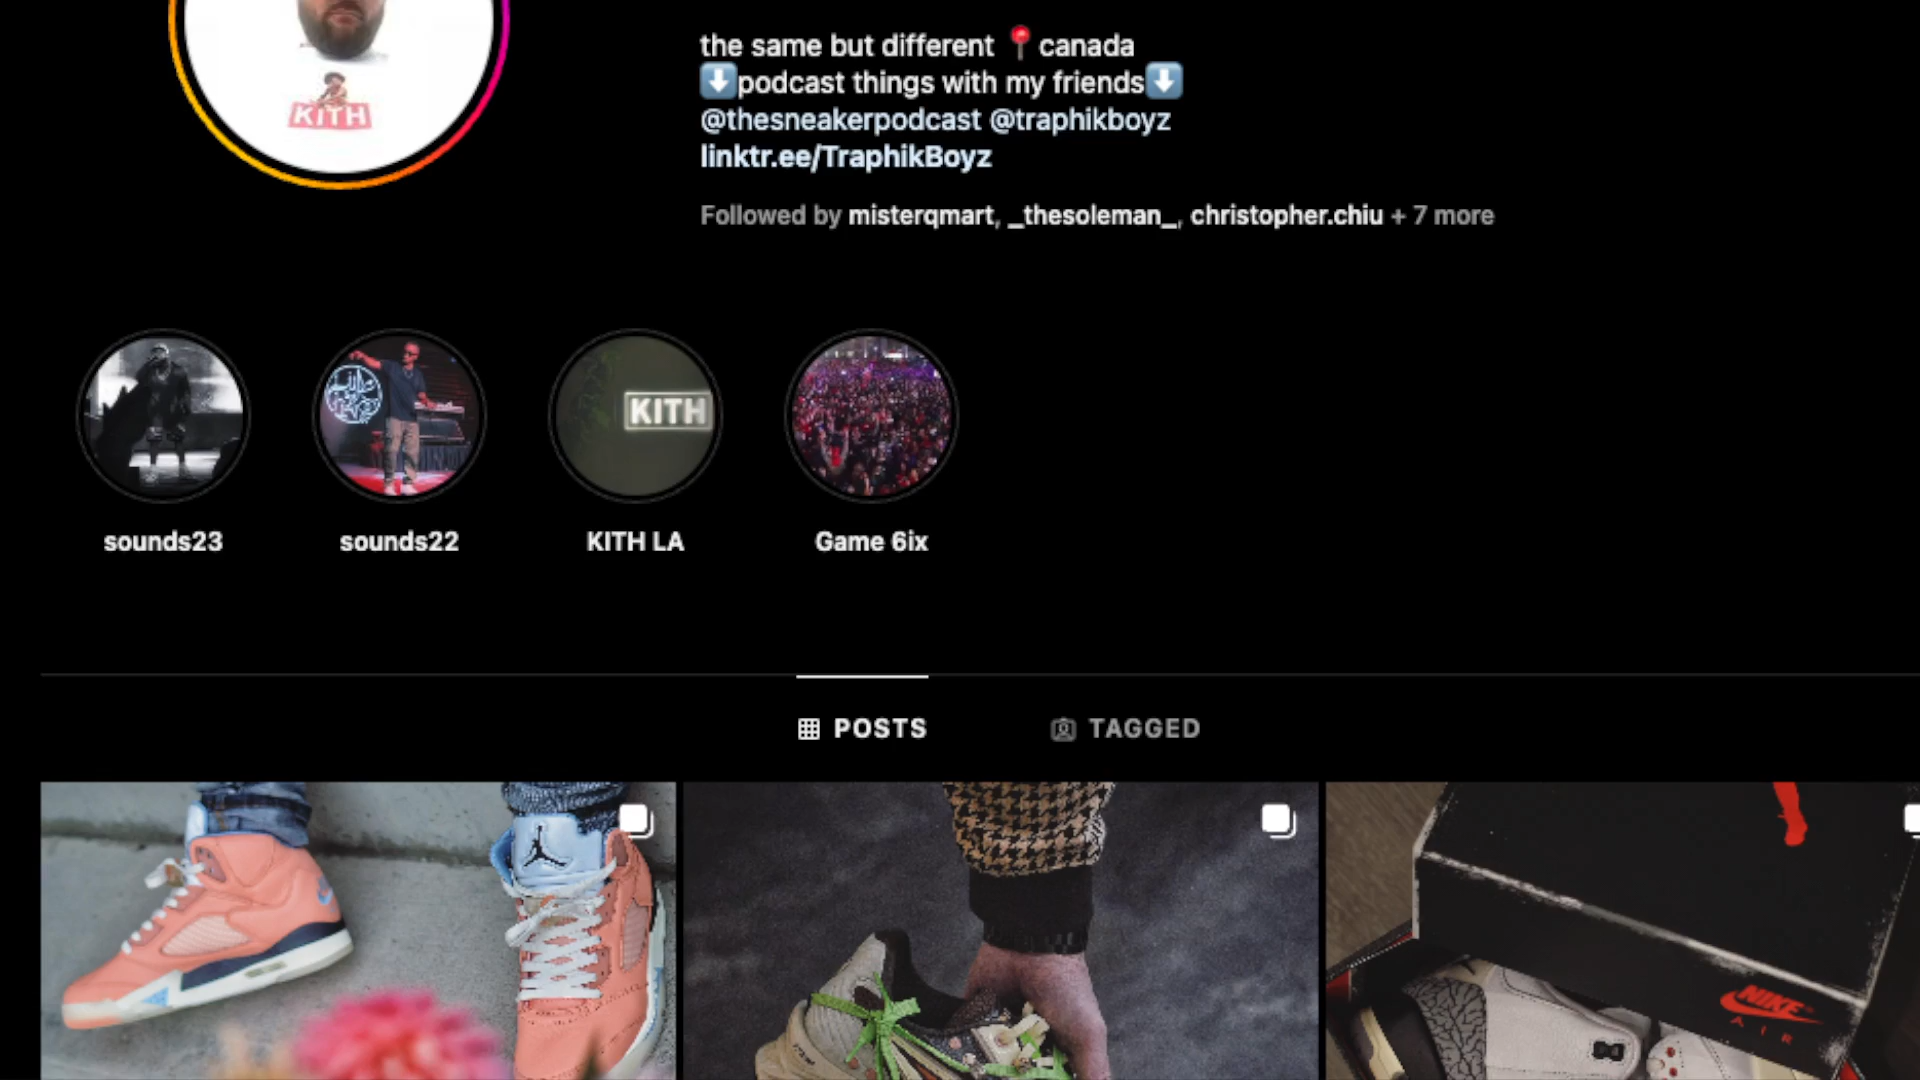 KITH
the same but different 📍 canada
⬇️podcast things with my friends⬇️
@thesneakerpodcast @traphikboyz
linktr.ee/TraphikBoyz
Followed by misterqmart, _thesoleman_, christopher.chiu + 7 more
KITH
sounds23
sounds22
KITH LA
Game 6ix
POSTS
TAGGED
NIKE
AIR